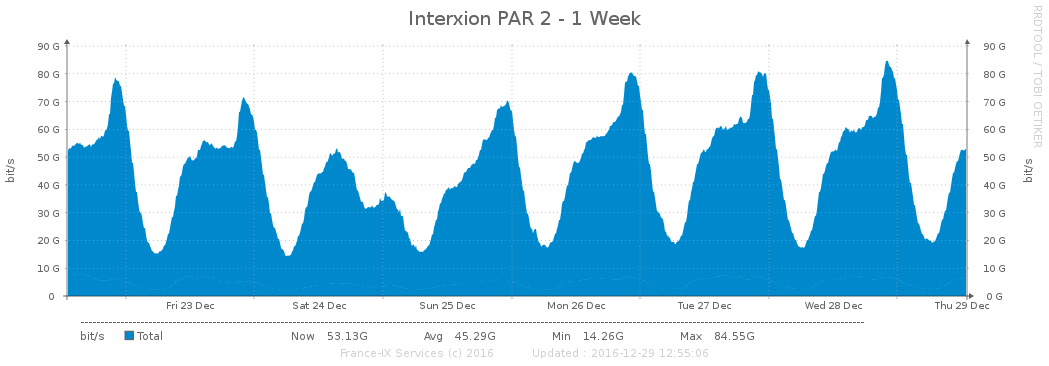 Interxion PAR 2 - 1 Week
RRDTOOL / TOBI OETIKER
90 G 90 G
80 G 80 G
70 G 70 G
60 G 60 G
50 G 50 G
40 G 40 G
30 G 30 G
20 G 20 G
10 G 10 G
0 0 G
bit/s
bit/s
Fri 23 Dec Sat 24 Dec Sun 25 Dec Mon 26 Dec Tue 27 Dec Wed 28 Dec Thu 29 Dec
bit/s Total Now 53.13G Avg 45.29G Min 14.26G Max 84.55G
France-IX Services (c) 2016 Updated : 2016-12-29 12:55:06